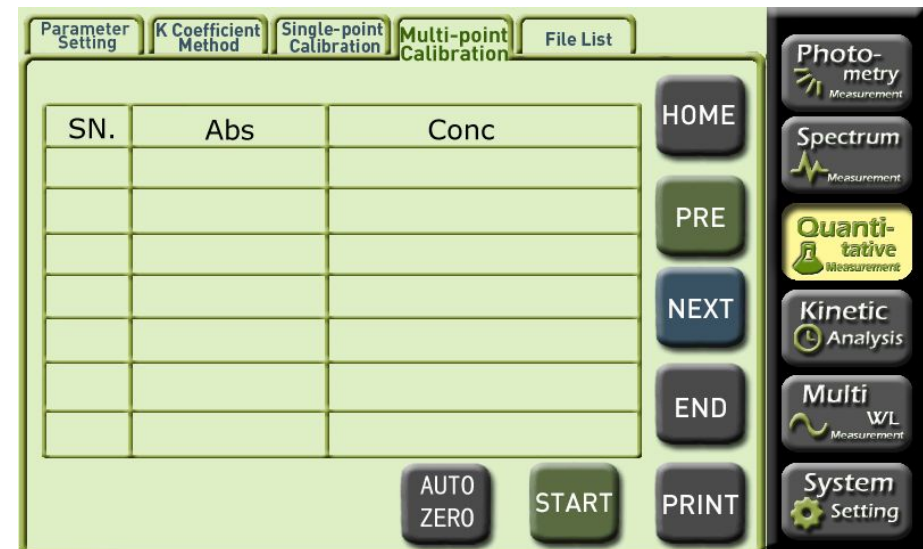 Parameter
Setting
K Coefficient
Method
Single-point
Calibration
Multi-point
Calibration
File List
SN.
Abs
Conc
HOME
PRE
NEXT
END
AUTO
ZERO
START
PRINT
Photo-
metry
Measurement
Spectrum
Measurement
Quanti-
tative
Measurement
Kinetic
Analysis
Multi
WL
Measurement
System
Setting